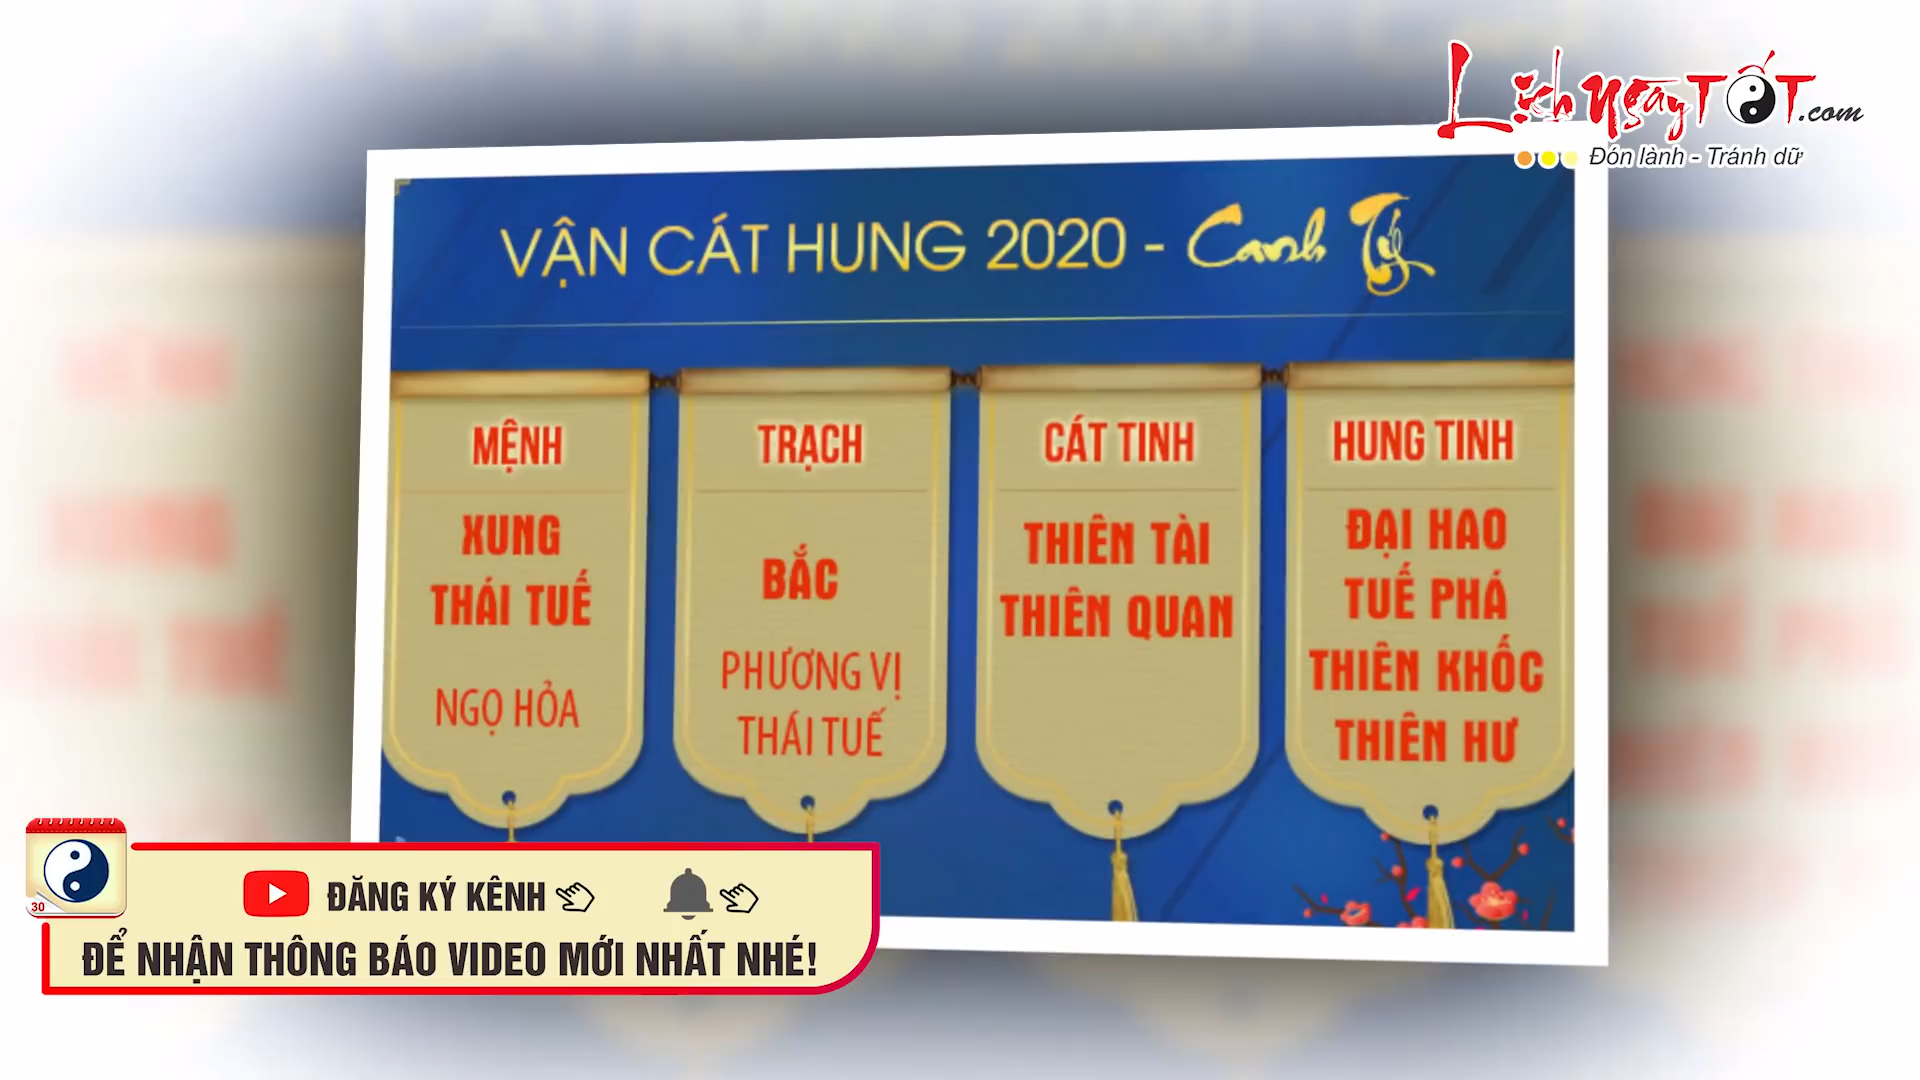 Lịch Ngày TỐT.com
Đón lành - Tránh dữ
VẬN CÁT HUNG 2020 - Canh Tý
MỆNH
XUNG
THÁI TUẾ
NGỌ HỎA
TRẠCH
BẮC
PHƯƠNG VỊ
THÁI TUẾ
CÁT TINH
THIÊN TÀI
THIÊN QUAN
HUNG TINH
ĐẠI HAO
TUẾ PHÁ
THIÊN KHỐC
THIÊN HƯ
30
ĐĂNG KÝ KÊNH
ĐỂ NHẬN THÔNG BÁO VIDEO MỚI NHẤT NHÉ!